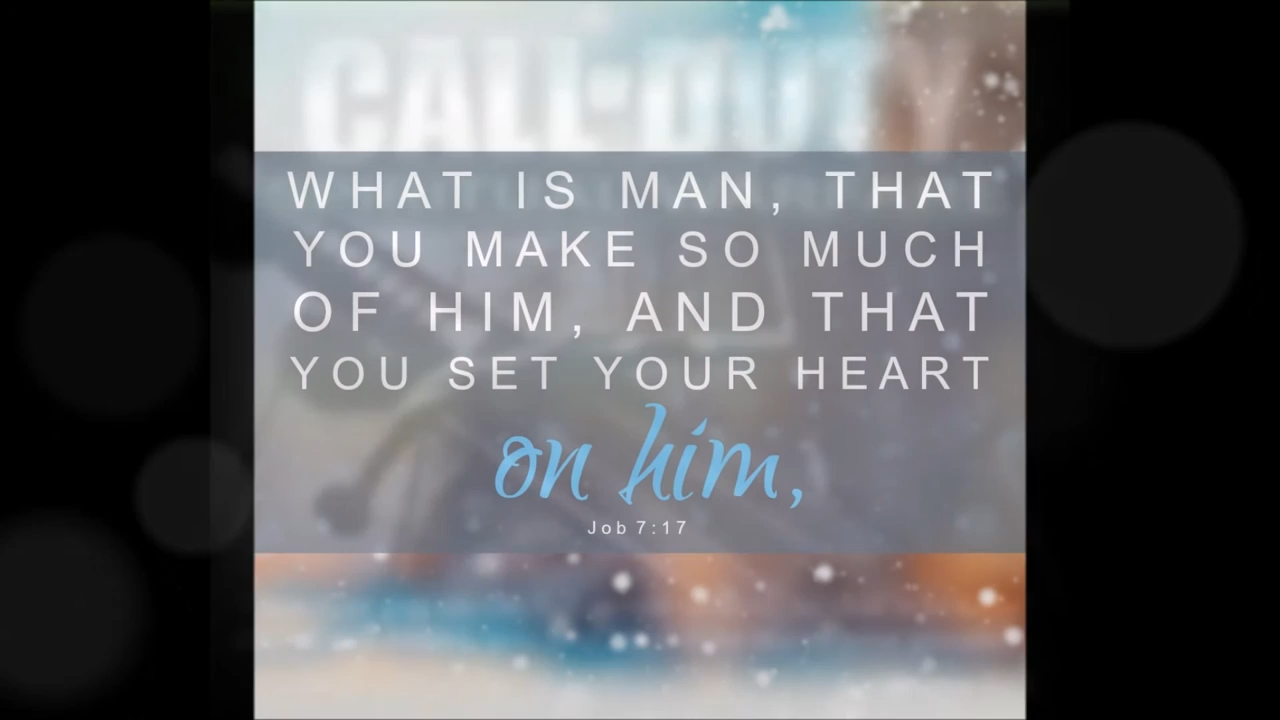 CALL OF DUTY
WHAT IS MAN, THAT
YOU MAKE SO MUCH
OF HIM, AND THAT
YOU SET YOUR HEART
on him,
Job 7:17